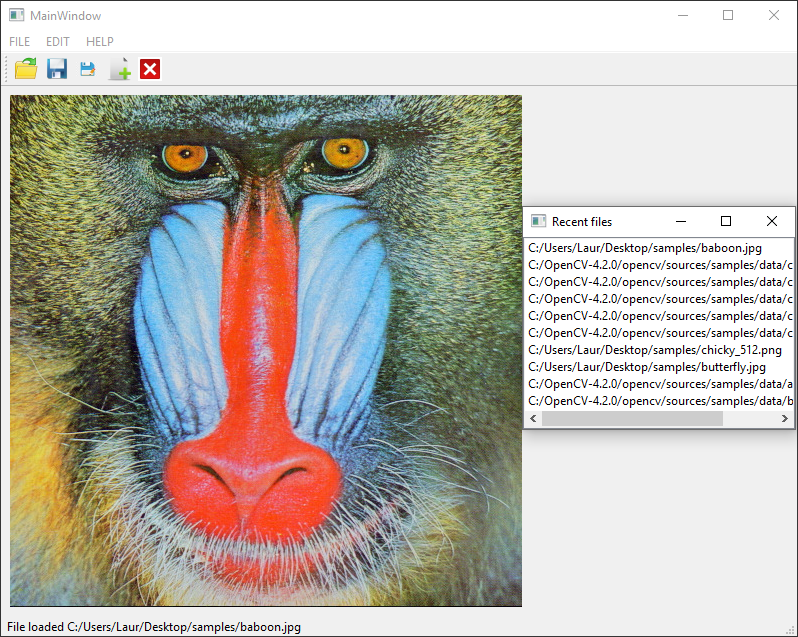 MainWindow
FILE EDIT HELP
Recent files
C:/Users/Laur/Desktop/samples/baboon.jpg
C:/OpenCV-4.2.0/opencv/sources/samples/data/c
C:/OpenCV-4.2.0/opencv/sources/samples/data/c
C:/OpenCV-4.2.0/opencv/sources/samples/data/c
C:/OpenCV-4.2.0/opencv/sources/samples/data/c
C:/OpenCV-4.2.0/opencv/sources/samples/data/c
C:/Users/Laur/Desktop/samples/chicky_512.png
C:/Users/Laur/Desktop/samples/butterfly.jpg
C:/OpenCV-4.2.0/opencv/sources/samples/data/a
C:/OpenCV-4.2.0/opencv/sources/samples/data/b
File loaded C:/Users/Laur/Desktop/samples/baboon.jpg